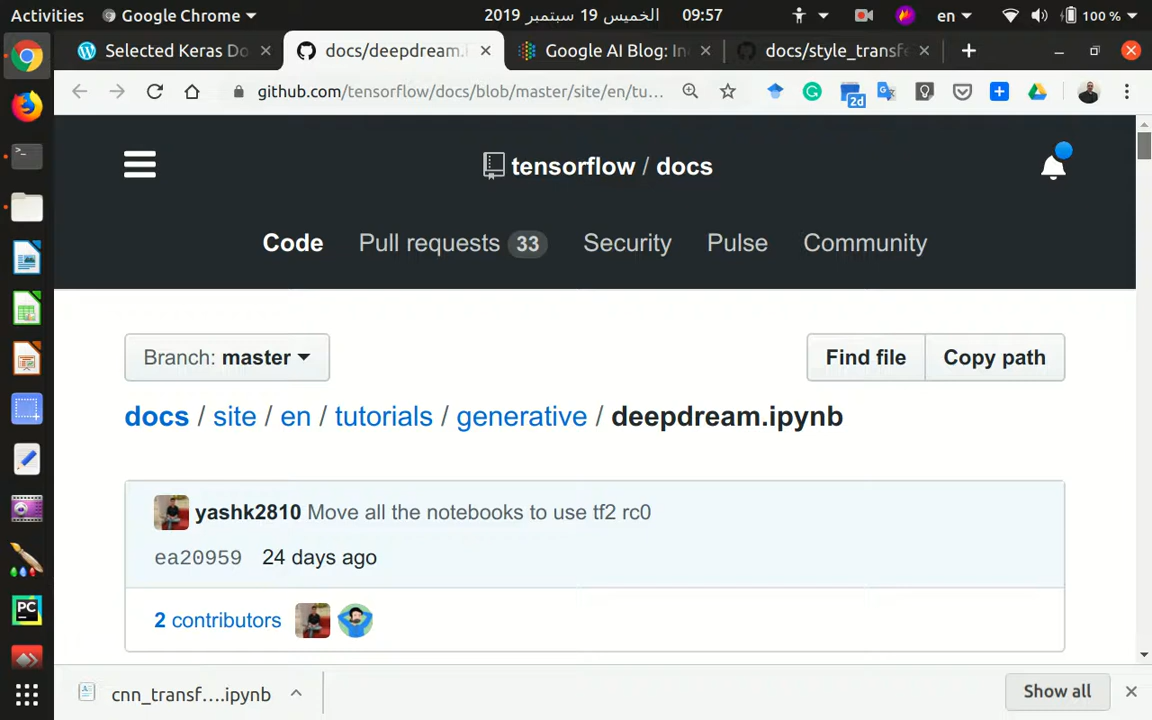 Activities Google Chrome الخميس 19 سبتمبر 2019 09:57 en 100 %
Selected Keras Do docs/deepdream.i Google AI Blog: In docs/style_transfe
github.com/tensorflow/docs/blob/master/site/en/tu... 2d
tensorflow / docs
Code Pull requests 33 Security Pulse Community
Branch: master Find file Copy path
docs / site / en / tutorials / generative / deepdream.ipynb
yashk2810 Move all the notebooks to use tf2 rc0
ea20959 24 days ago
2 contributors
PC
cnn_transf....ipynb Show all